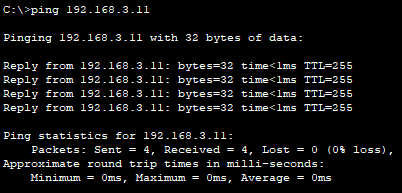 C:\>ping 192.168.3.11
Pinging 192.168.3.11 with 32 bytes of data:
Reply from 192.168.3.11: bytes=32 time<1ms TTL=255
Reply from 192.168.3.11: bytes=32 time<1ms TTL=255
Reply from 192.168.3.11: bytes=32 time<1ms TTL=255
Reply from 192.168.3.11: bytes=32 time<1ms TTL=255
Ping statistics for 192.168.3.11:
    Packets: Sent = 4, Received = 4, Lost = 0 (0% loss),
Approximate round trip times in milli-seconds:
    Minimum = 0ms, Maximum = 0ms, Average = 0ms